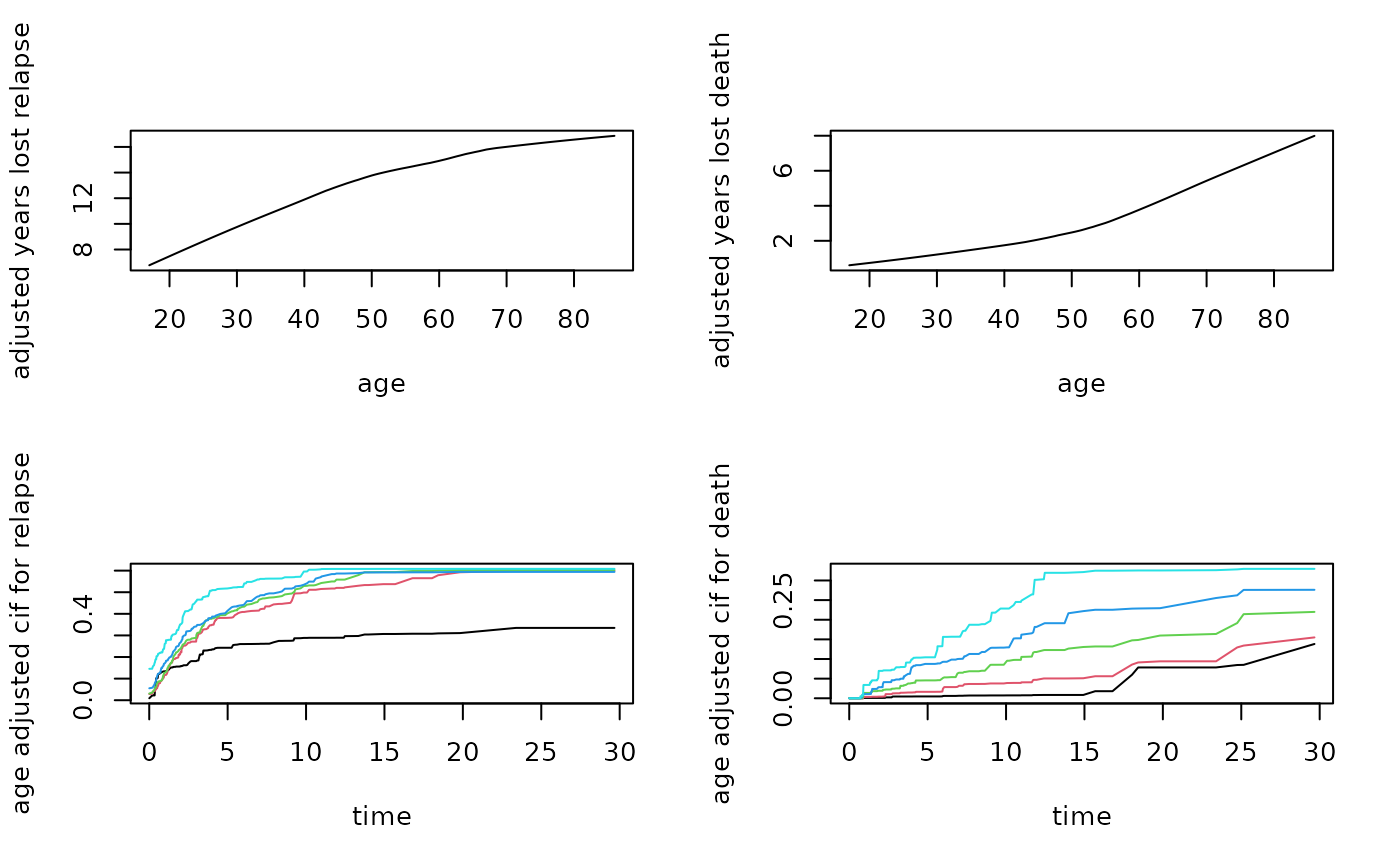 adjusted years lost relapse
8 12
20 30 40 50 60 70 80
age
adjusted years lost death
2 6
20 30 40 50 60 70 80
age
age adjusted cif for relapse
0.0 0.4
0 5 10 15 20 25 30
time
age adjusted cif for death
0.00 0.25
0 5 10 15 20 25 30
time